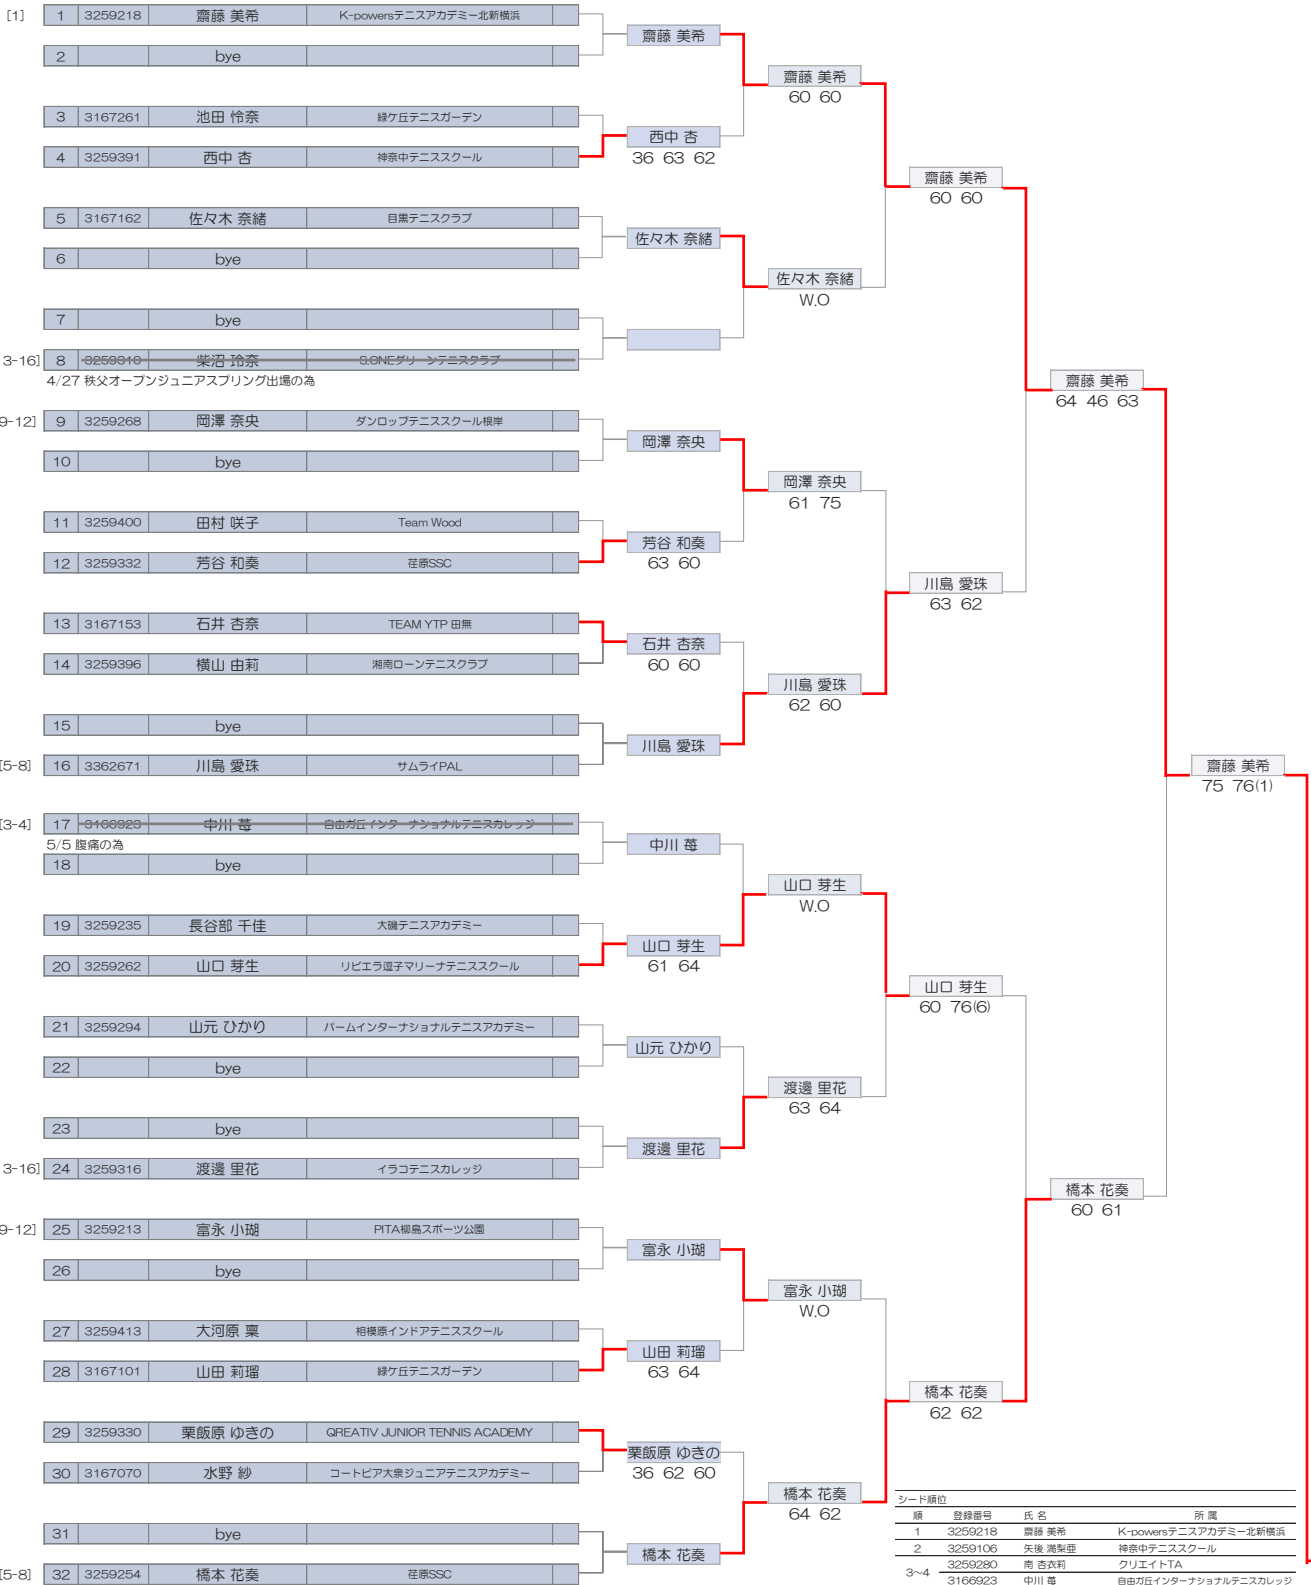 [1] 1 3259218 齋藤 美希 K-powersテニスアカデミー北新横浜
齋藤 美希
2 bye
齋藤 美希
60 60
3 3167261 池田 怜奈 緑ケ丘テニスガーデン
西中 杏
36 63 62
4 3259391 西中 杏 神奈中テニススクール
齋藤 美希
60 60
5 3167162 佐々木 奈緒 目黒テニスクラブ
佐々木 奈緒
6 bye
佐々木 奈緒
W.O
7 bye
3-16] 8 3259310 柴沼 玲奈 S.ONEグリーンテニスクラブ
4/27 秩父オープンジュニアスプリング出場の為
齋藤 美希
64 46 63
9-12] 9 3259268 岡澤 奈央 ダンロップテニススクール根岸
岡澤 奈央
10 bye
岡澤 奈央
61 75
11 3259400 田村 咲子 Team Wood
芳谷 和奏
63 60
12 3259332 芳谷 和奏 荏原SSC
川島 愛珠
63 62
13 3167153 石井 杏奈 TEAM YTP 田無
石井 杏奈
60 60
14 3259396 横山 由莉 湘南ローンテニスクラブ
川島 愛珠
62 60
15 bye
川島 愛珠
[5-8] 16 3362671 川島 愛珠 サムライPAL
齋藤 美希
75 76(1)
[3-4] 17 3166923 中川 苺 自由ガ丘インターナショナルテニスカレッジ
5/5 腹痛の為
中川 苺
18 bye
山口 芽生
W.O
19 3259235 長谷部 千佳 大磯テニスアカデミー
山口 芽生
61 64
20 3259262 山口 芽生 リビエラ逗子マリーナテニススクール
山口 芽生
60 76(6)
21 3259294 山元 ひかり パームインターナショナルテニスアカデミー
山元 ひかり
22 bye
渡邊 里花
63 64
23 bye
渡邊 里花
3-16] 24 3259316 渡邊 里花 イラコテニスカレッジ
橋本 花奏
60 61
9-12] 25 3259213 富永 小瑚 PITA柳島スポーツ公園
富永 小瑚
26 bye
富永 小瑚
W.O
27 3259413 大河原 栞 相模原インドアテニススクール
山田 莉瑠
63 64
28 3167101 山田 莉瑠 緑ケ丘テニスガーデン
橋本 花奏
62 62
29 3259330 栗飯原 ゆきの QREATIV JUNIOR TENNIS ACADEMY
栗飯原 ゆきの
36 62 60
30 3167070 水野 紗 コートピア大泉ジュニアテニスアカデミー
橋本 花奏
64 62
31 bye
橋本 花奏
[5-8] 32 3259254 橋本 花奏 荏原SSC
シード順位
順 登録番号 氏 名 所 属
1 3259218 齋藤 美希 K-powersテニスアカデミー北新横浜
2 3259106 矢後 満梨亜 神奈中テニススクール
3~4 3259280 南 杏衣莉 クリエイトTA
3166923 中川 苺 自由ガ丘インターナショナルテニスカレッジ